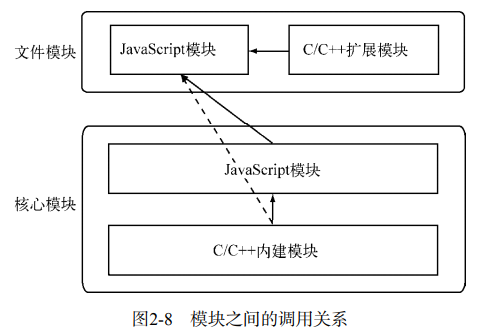 文件模块
JavaScript模块
C/C++扩展模块
核心模块
JavaScript模块
C/C++内建模块
图2-8 模块之间的调用关系